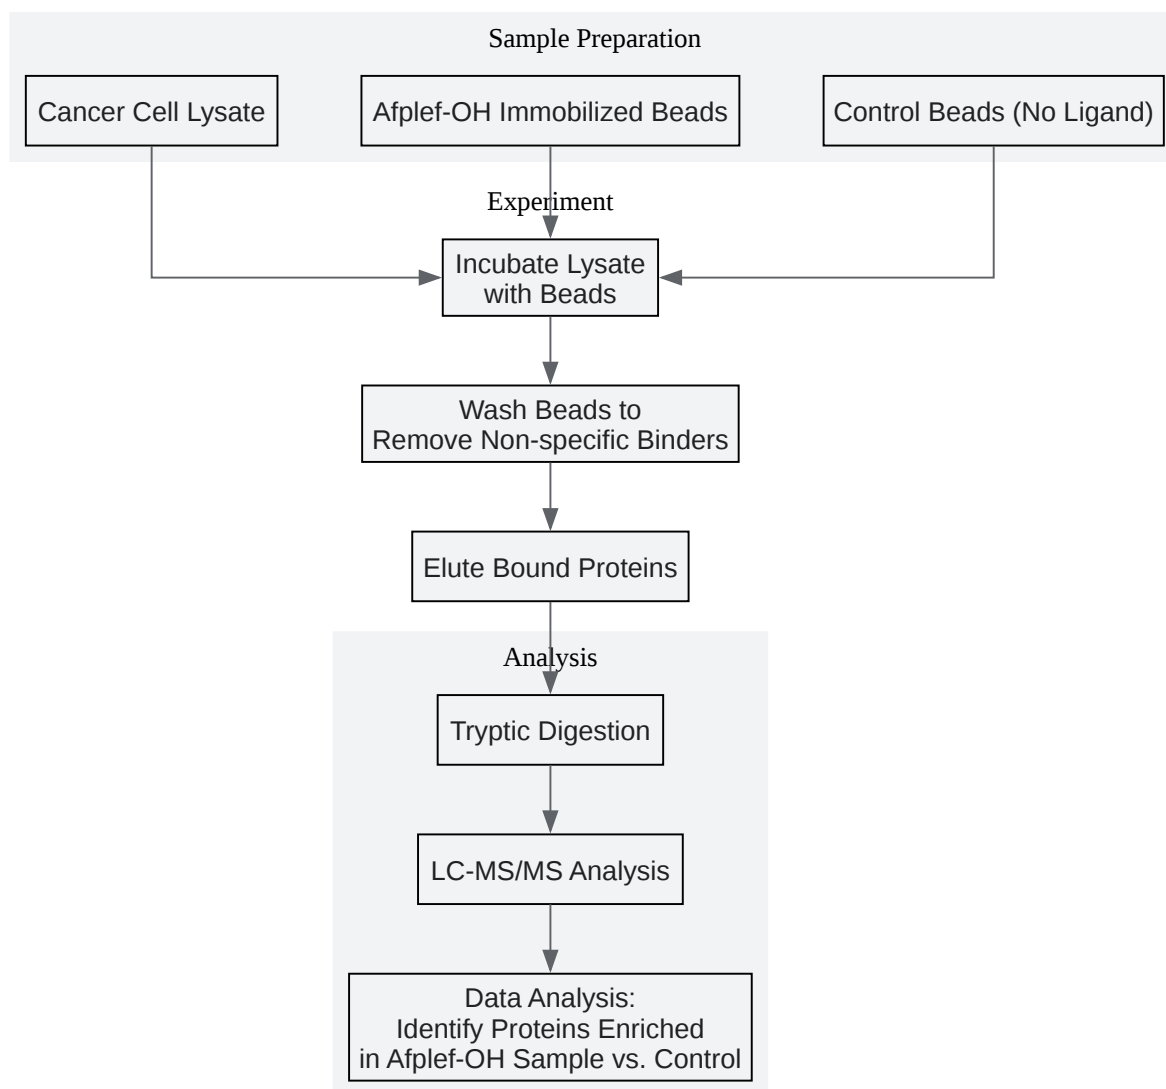 Sample Preparation
Cancer Cell Lysate
Afplef-OH Immobilized Beads
Control Beads (No Ligand)
Experiment
Incubate Lysate
with Beads
Wash Beads to
Remove Non-specific Binders
Elute Bound Proteins
Analysis
Tryptic Digestion
LC-MS/MS Analysis
Data Analysis:
Identify Proteins Enriched
in Afplef-OH Sample vs. Control